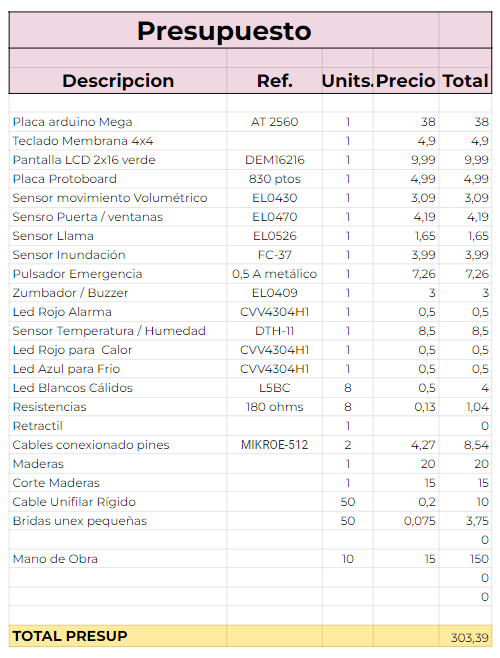 Presupuesto
Descripcion Ref. Units. Precio Total
Placa arduino Mega AT 2560 1 38 38
Teclado Membrana 4x4 1 4,9 4,9
Pantalla LCD 2x16 verde DEM16216 1 9,99 9,99
Placa Protoboard 830 ptos 1 4,99 4,99
Sensor movimiento Volumétrico EL0430 1 3,09 3,09
Sensro Puerta / ventanas EL0470 1 4,19 4,19
Sensor Llama EL0526 1 1,65 1,65
Sensor Inundación FC-37 1 3,99 3,99
Pulsador Emergencia 0,5 A metálico 1 7,26 7,26
Zumbador / Buzzer EL0409 1 3 3
Led Rojo Alarma CVV4304H1 1 0,5 0,5
Sensor Temperatura / Humedad DTH-11 1 8,5 8,5
Led Rojo para Calor CVV4304H1 1 0,5 0,5
Led Azul para Frio CVV4304H1 1 0,5 0,5
Led Blancos Cálidos L5BC 8 0,5 4
Resistencias 180 ohms 8 0,13 1,04
Retractil 1 0
Cables conexionado pines MIKROE-512 2 4,27 8,54
Maderas 1 20 20
Corte Maderas 1 15 15
Cable Unifilar Rígido 50 0,2 10
Bridas unex pequeñas 50 0,075 3,75
0
Mano de Obra 10 15 150
0
0
TOTAL PRESUP 303,39